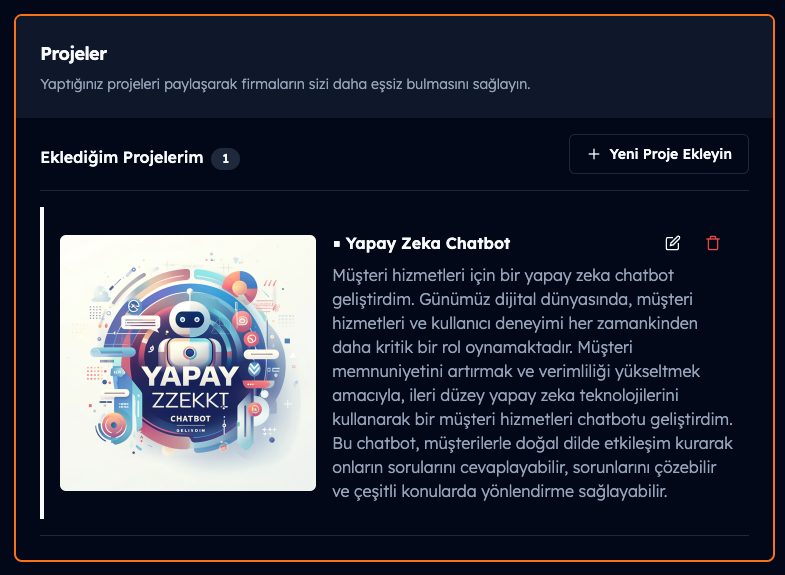 Projeler
Yaptığınız projeleri paylaşarak firmaların sizi daha eşsiz bulmasını sağlayın.
Eklediğim Projelerim 1
+ Yeni Proje Ekleyin
▪ Yapay Zeka Chatbot
Müşteri hizmetleri için bir yapay zeka chatbot
geliştirdim. Günümüz dijital dünyasında, müşteri
hizmetleri ve kullanıcı deneyimi her zamankinden
daha kritik bir rol oynamaktadır. Müşteri
memnuniyetini artırmak ve verimliliği yükseltmek
amacıyla, ileri düzey yapay zeka teknolojilerini
kullanarak bir müşteri hizmetleri chatbotu geliştirdim.
Bu chatbot, müşterilerle doğal dilde etkileşim kurarak
onların sorularını cevaplayabilir, sorunlarını çözebilir
ve çeşitli konularda yönlendirme sağlayabilir.
YAPAY
ZZEKKT
CHATBOT